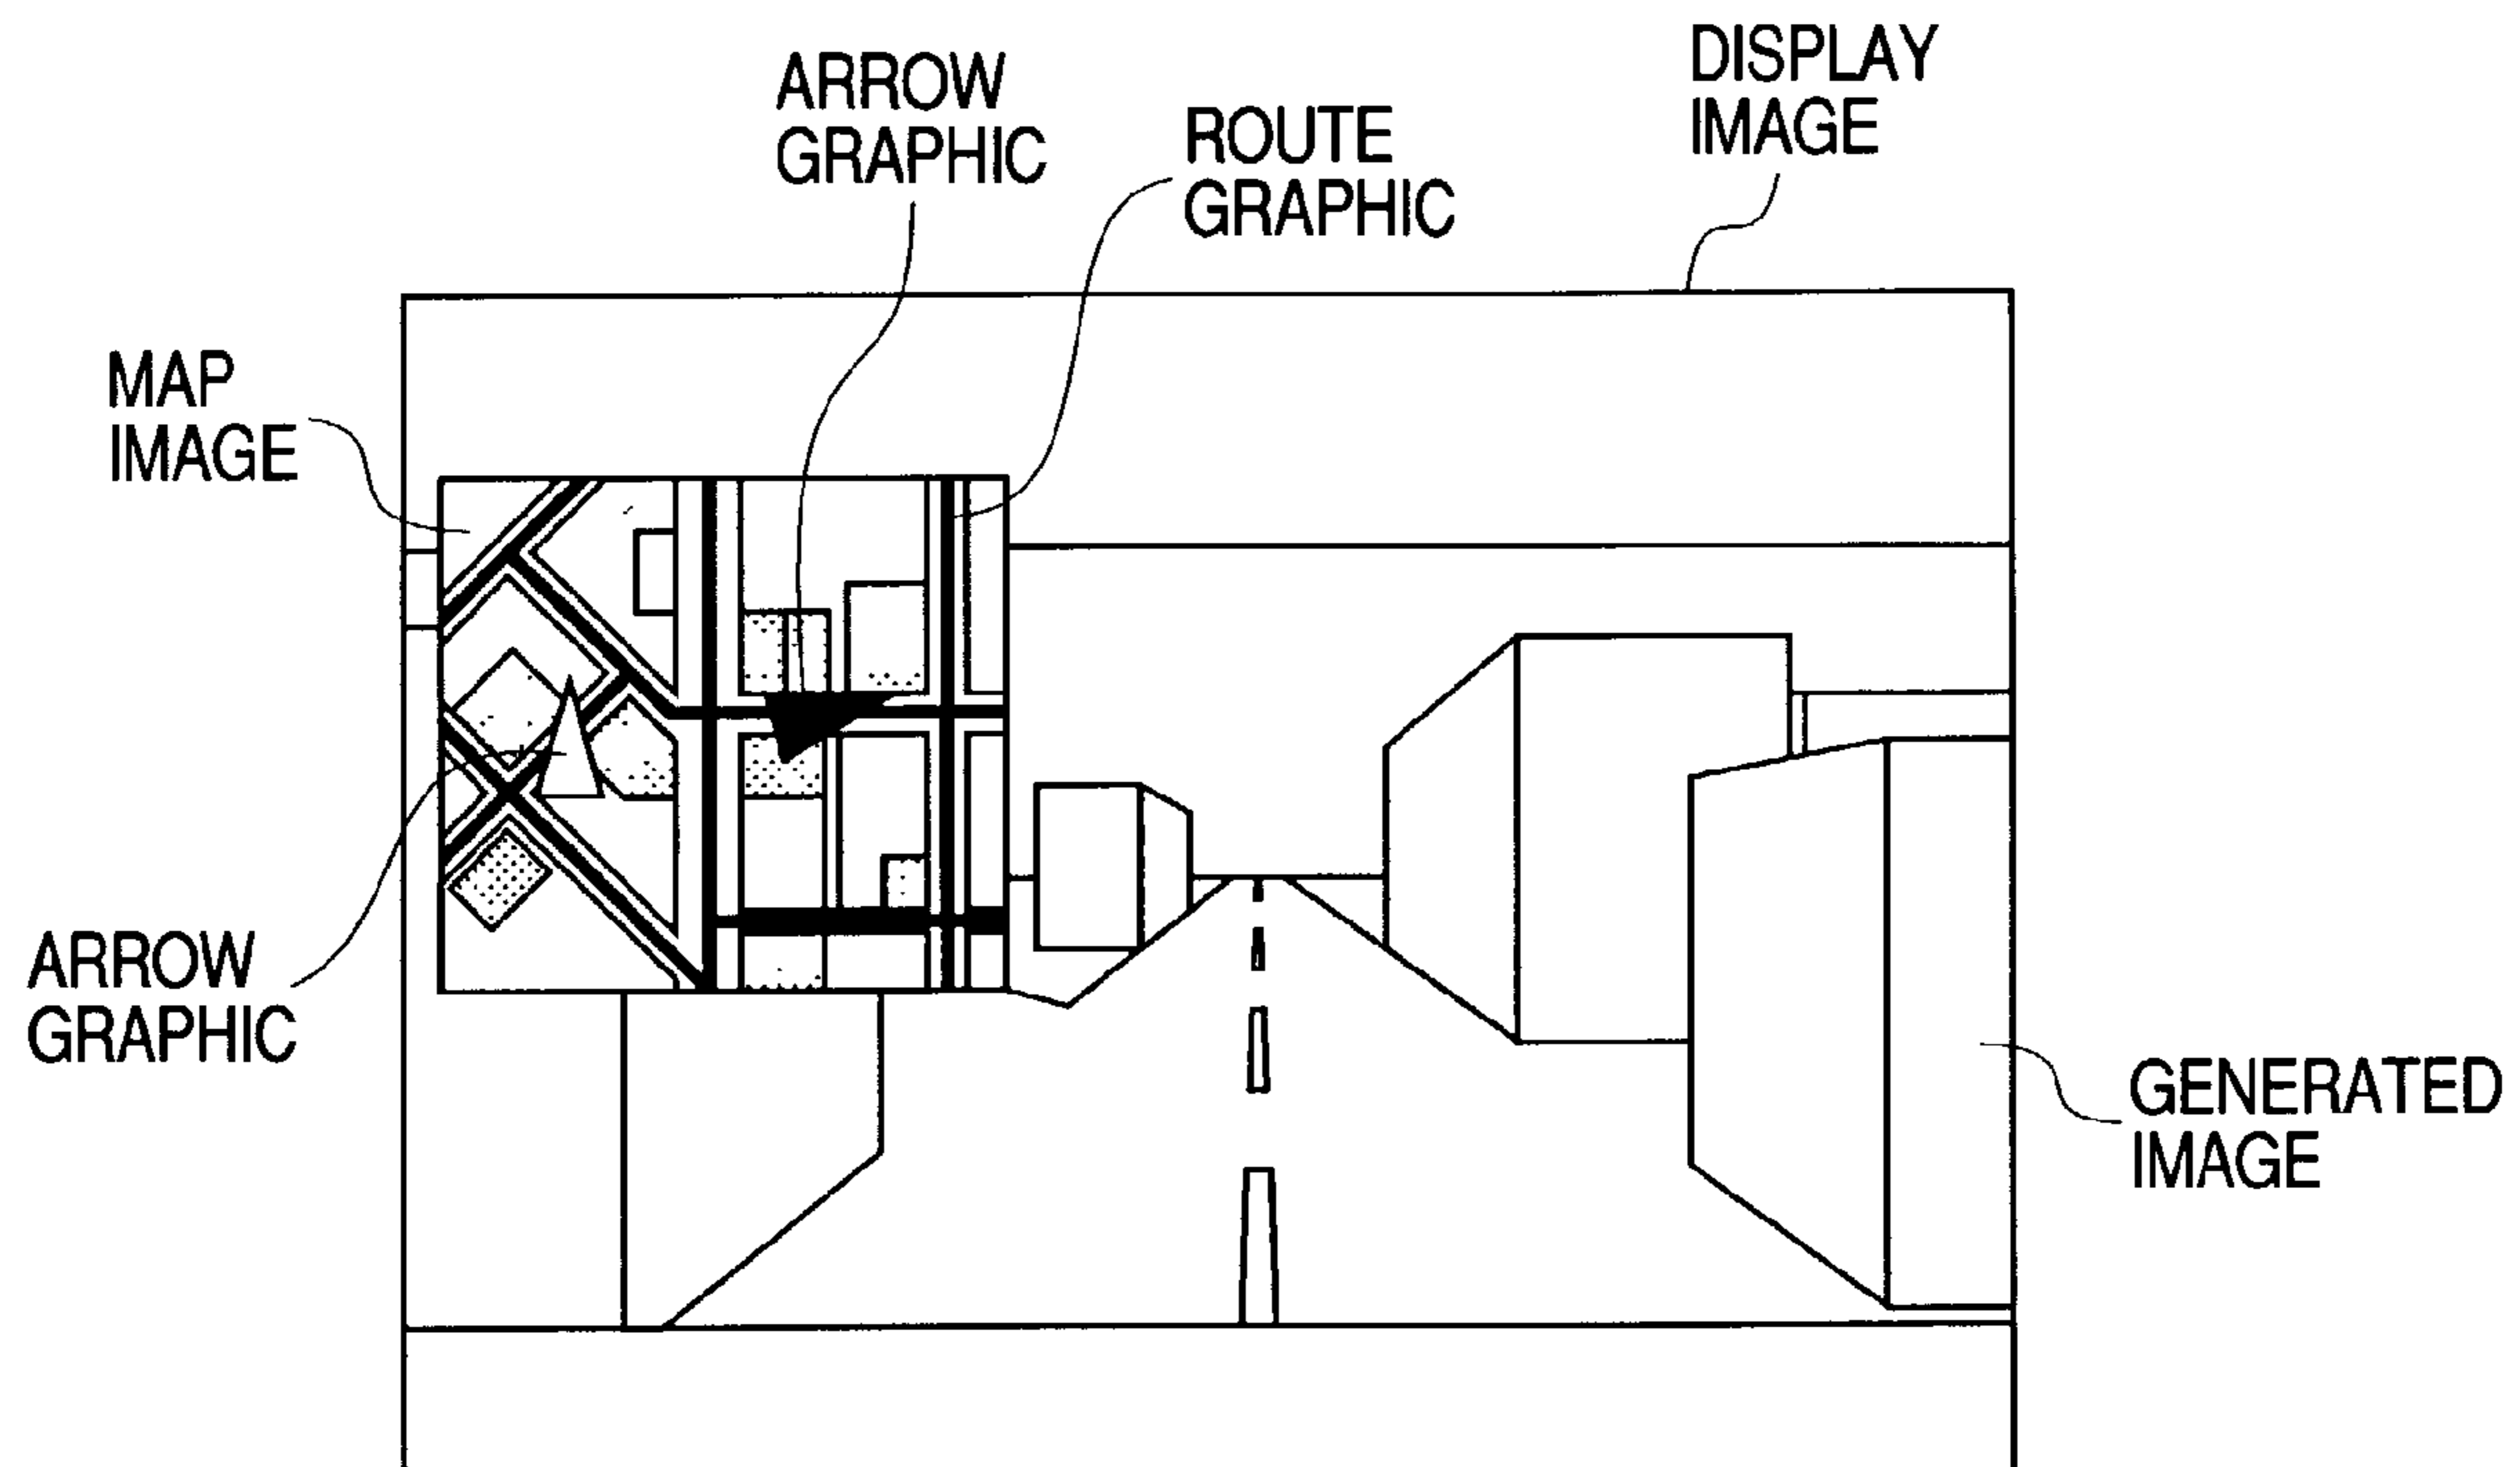 ARROW
GRAPHIC
ROUTE
GRAPHIC
DISPLAY
IMAGE
MAP
IMAGE
ARROW
GRAPHIC
GENERATED
IMAGE